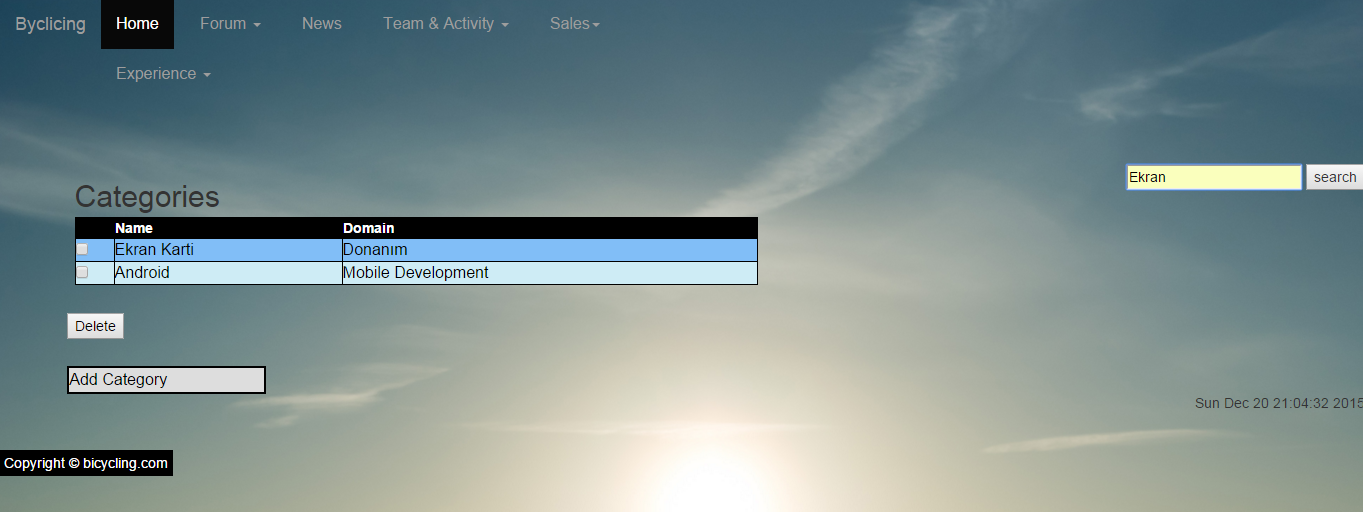 Byclicing Home Forum News Team & Activity Sales
Experience
Ekran search
Categories
Name Domain
Ekran Karti Donanım
Android Mobile Development
Delete
Add Category
Sun Dec 20 21:04:32 2015
Copyright © bicycling.com